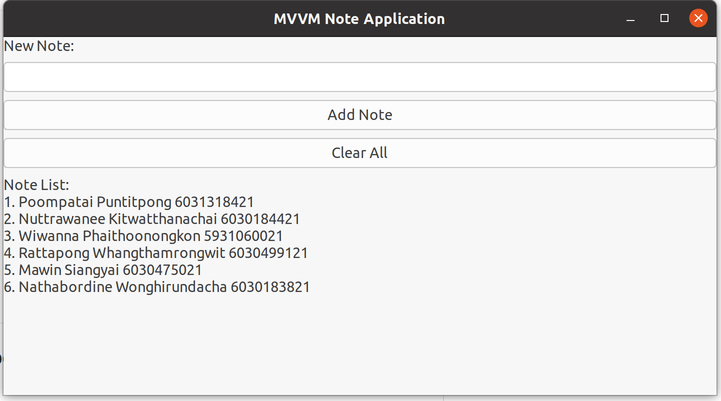 MVVM Note Application
New Note:
Add Note
Clear All
Note List:
1. Poompatai Puntitpong 6031318421
2. Nuttrawanee Kitwatthanachai 6030184421
3. Wiwanna Phaithoonongkon 5931060021
4. Rattapong Whangthamrongwit 6030499121
5. Mawin Siangyai 6030475021
6. Nathabordine Wonghirundacha 6030183821